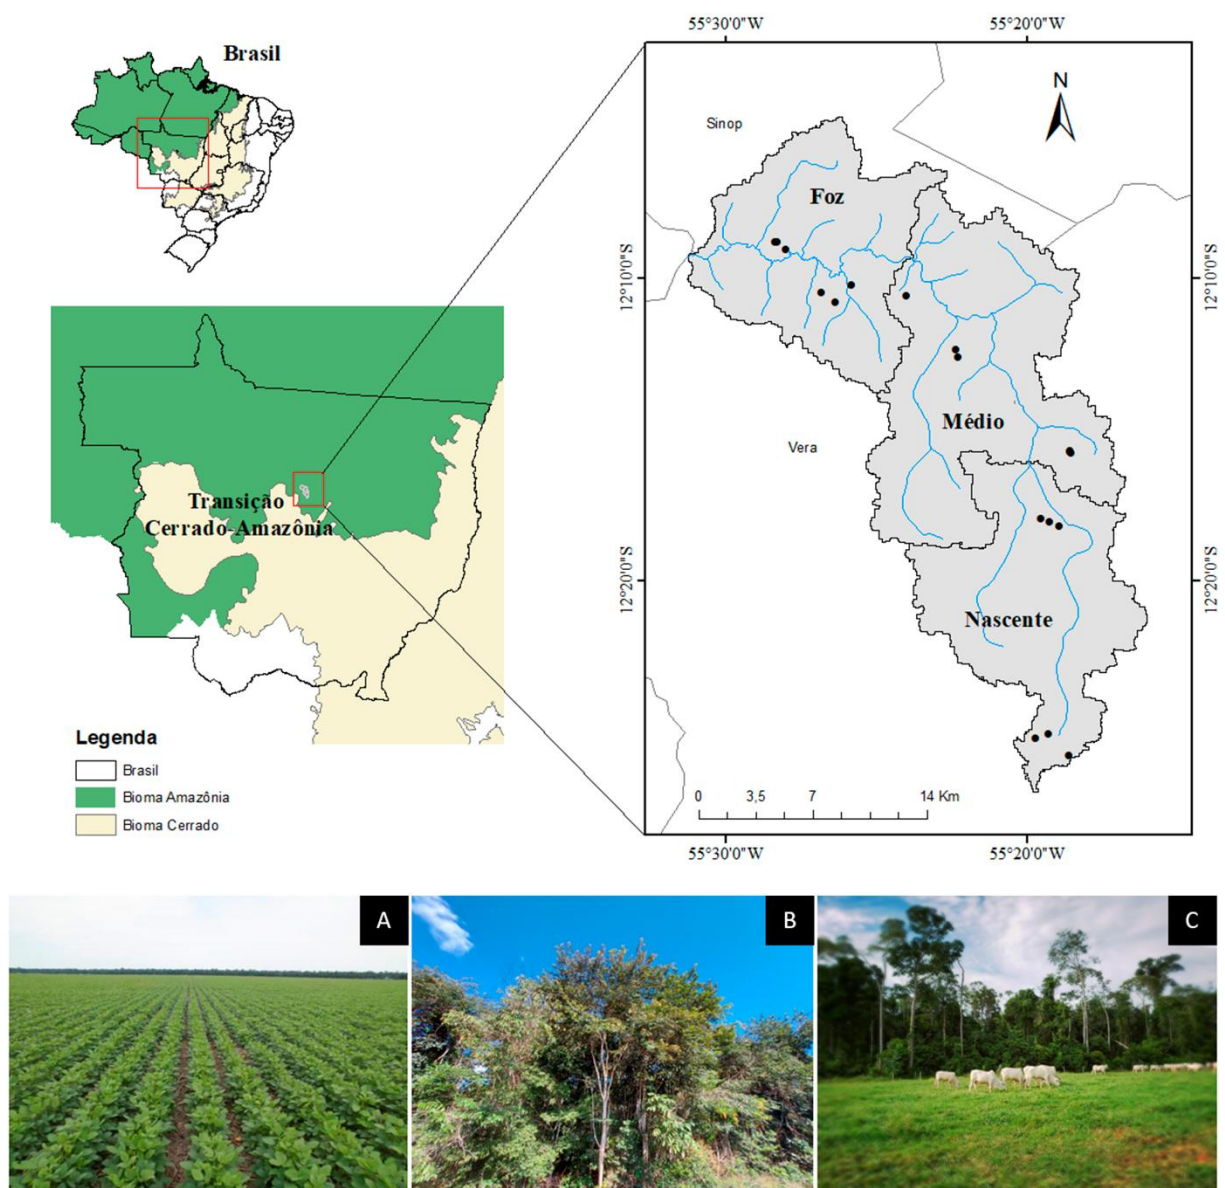 Brasil
Transição
Cerrado-Amazônia
Legenda
Brasil
Bioma Amazônia
Bioma Cerrado
55°30'0"W
55°20'0"W
N
Sinop
Foz
12°10'0"S
12°10'0"S
Médio
Vera
12°20'0"S
12°20'0"S
Nascente
0 3,5 7 14 Km
55°30'0"W
55°20'0"W
A
B
C